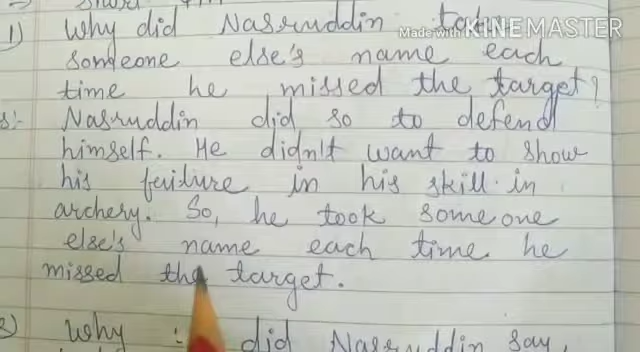 1) Why did Nasruddin take
Made with KINEMASTER
someone else's name each
time he missed the target?
s:- Nasruddin did so to defend
himself. He didn't want to show
his failure in his skill in
archery. So, he took someone
else's name each time he
missed the target.
2) Why : did Nasruddin say,